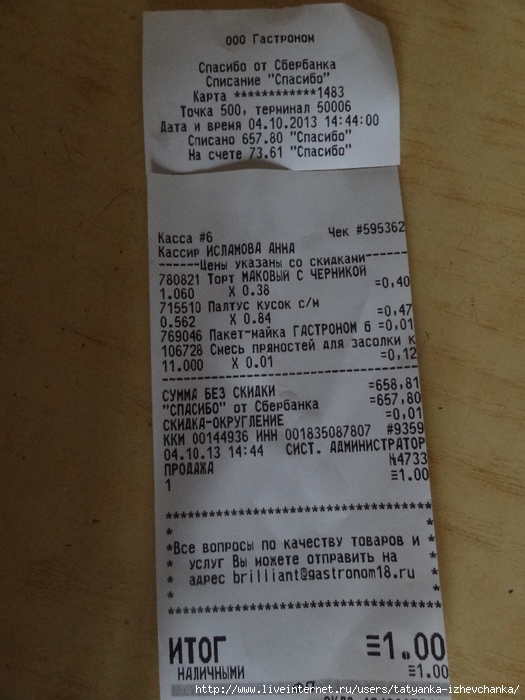 ООО Гастроном
Спасибо от Сбербанка
Списание "Спасибо"
Карта ************1483
Точка 500, терминал 50006
Дата и время 04.10.2013 14:44:00
Списано 657.80 "Спасибо"
На счете 73.61 "Спасибо"
Касса #6 Чек #595362
Кассир ИСЛАМОВА АННА
------Цены указаны со скидками------
780821 Торт МАКОВЫЙ С ЧЕРНИКОЙ
1.060 X 0.38 =0,40
715510 Палтус кусок с/м
0.562 X 0.84 =0,47
769046 Пакет-майка ГАСТРОНОМ б =0,01
106728 Смесь пряностей для засолки к
11.000 X 0.01 =0,12
СУММА БЕЗ СКИДКИ =658,81
"СПАСИБО" от Сбербанка =657,80
СКИДКА-ОКРУГЛЕНИЕ =0,01
ККМ 00144936 ИНН 001835087807 #9359
04.10.13 14:44 СИСТ. АДМИНИСТРАТОР
ПРОДАЖА №4733
1 ≡1.00
*Все вопросы по качеству товаров и *
* услуг Вы можете отправить на *
* адрес brilliant@gastronom18.ru *
ИТОГ ≡1.00
НАЛИЧНЫМИ ≡1.00
http://www.liveinternet.ru/users/tatyanka-izhevchanka/